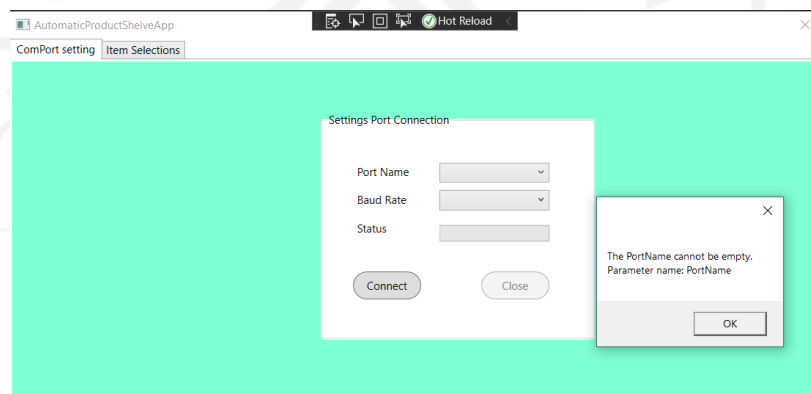 AutomaticProductShelveApp
Hot Reload
ComPort setting
Item Selections
Settings Port Connection
Port Name
Baud Rate
Status
Connect
Close
The PortName cannot be empty.
Parameter name: PortName
OK